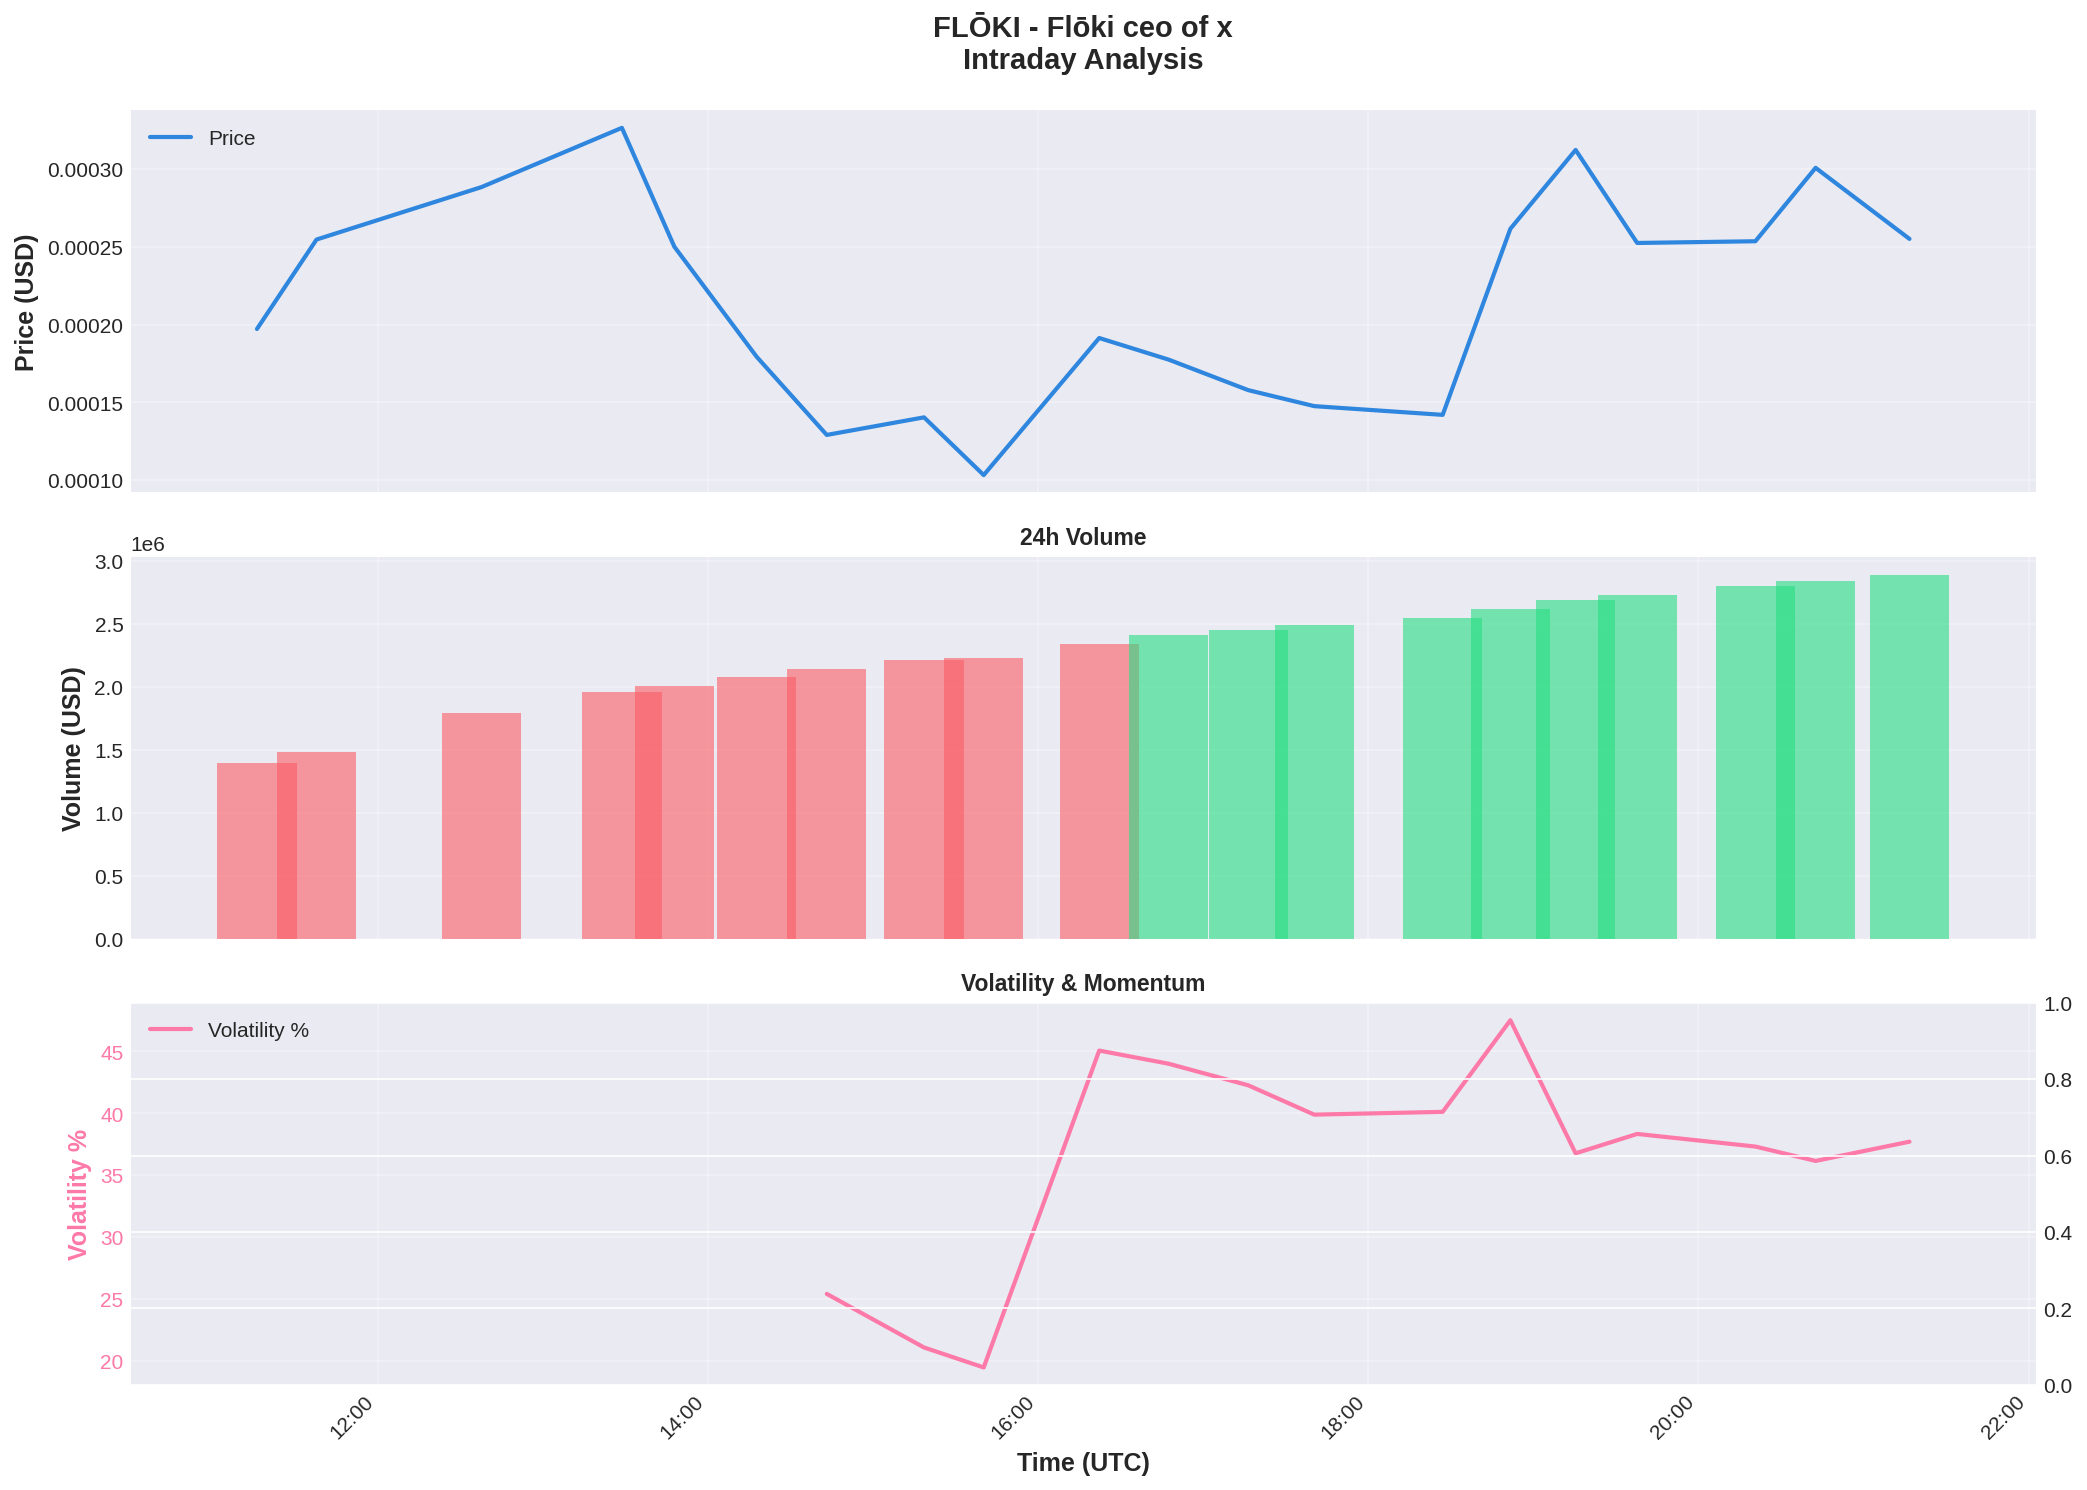 FLŌKI - Flōki ceo of x
Intraday Analysis
Price
0.00030
0.00025
0.00020
0.00015
0.00010
Price (USD)
24h Volume
1e6
3.0
2.5
2.0
1.5
1.0
0.5
0.0
Volume (USD)
Volatility & Momentum
Volatility %
45
40
35
30
25
20
Volatility %
1.0
0.8
0.6
0.4
0.2
0.0
12:00
14:00
16:00
18:00
20:00
22:00
Time (UTC)